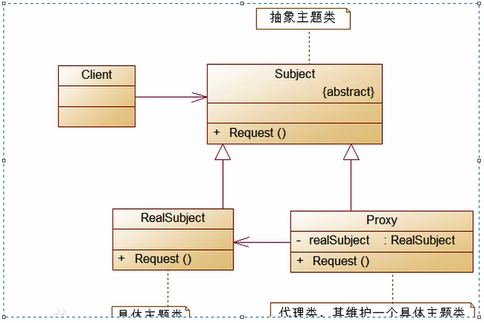 抽象主题类
Client
Subject
{abstract}
+ Request ()
RealSubject
+ Request ()
Proxy
- realSubject : RealSubject
+ Request ()
具体主题类
代理类，其维护一个具体主题类